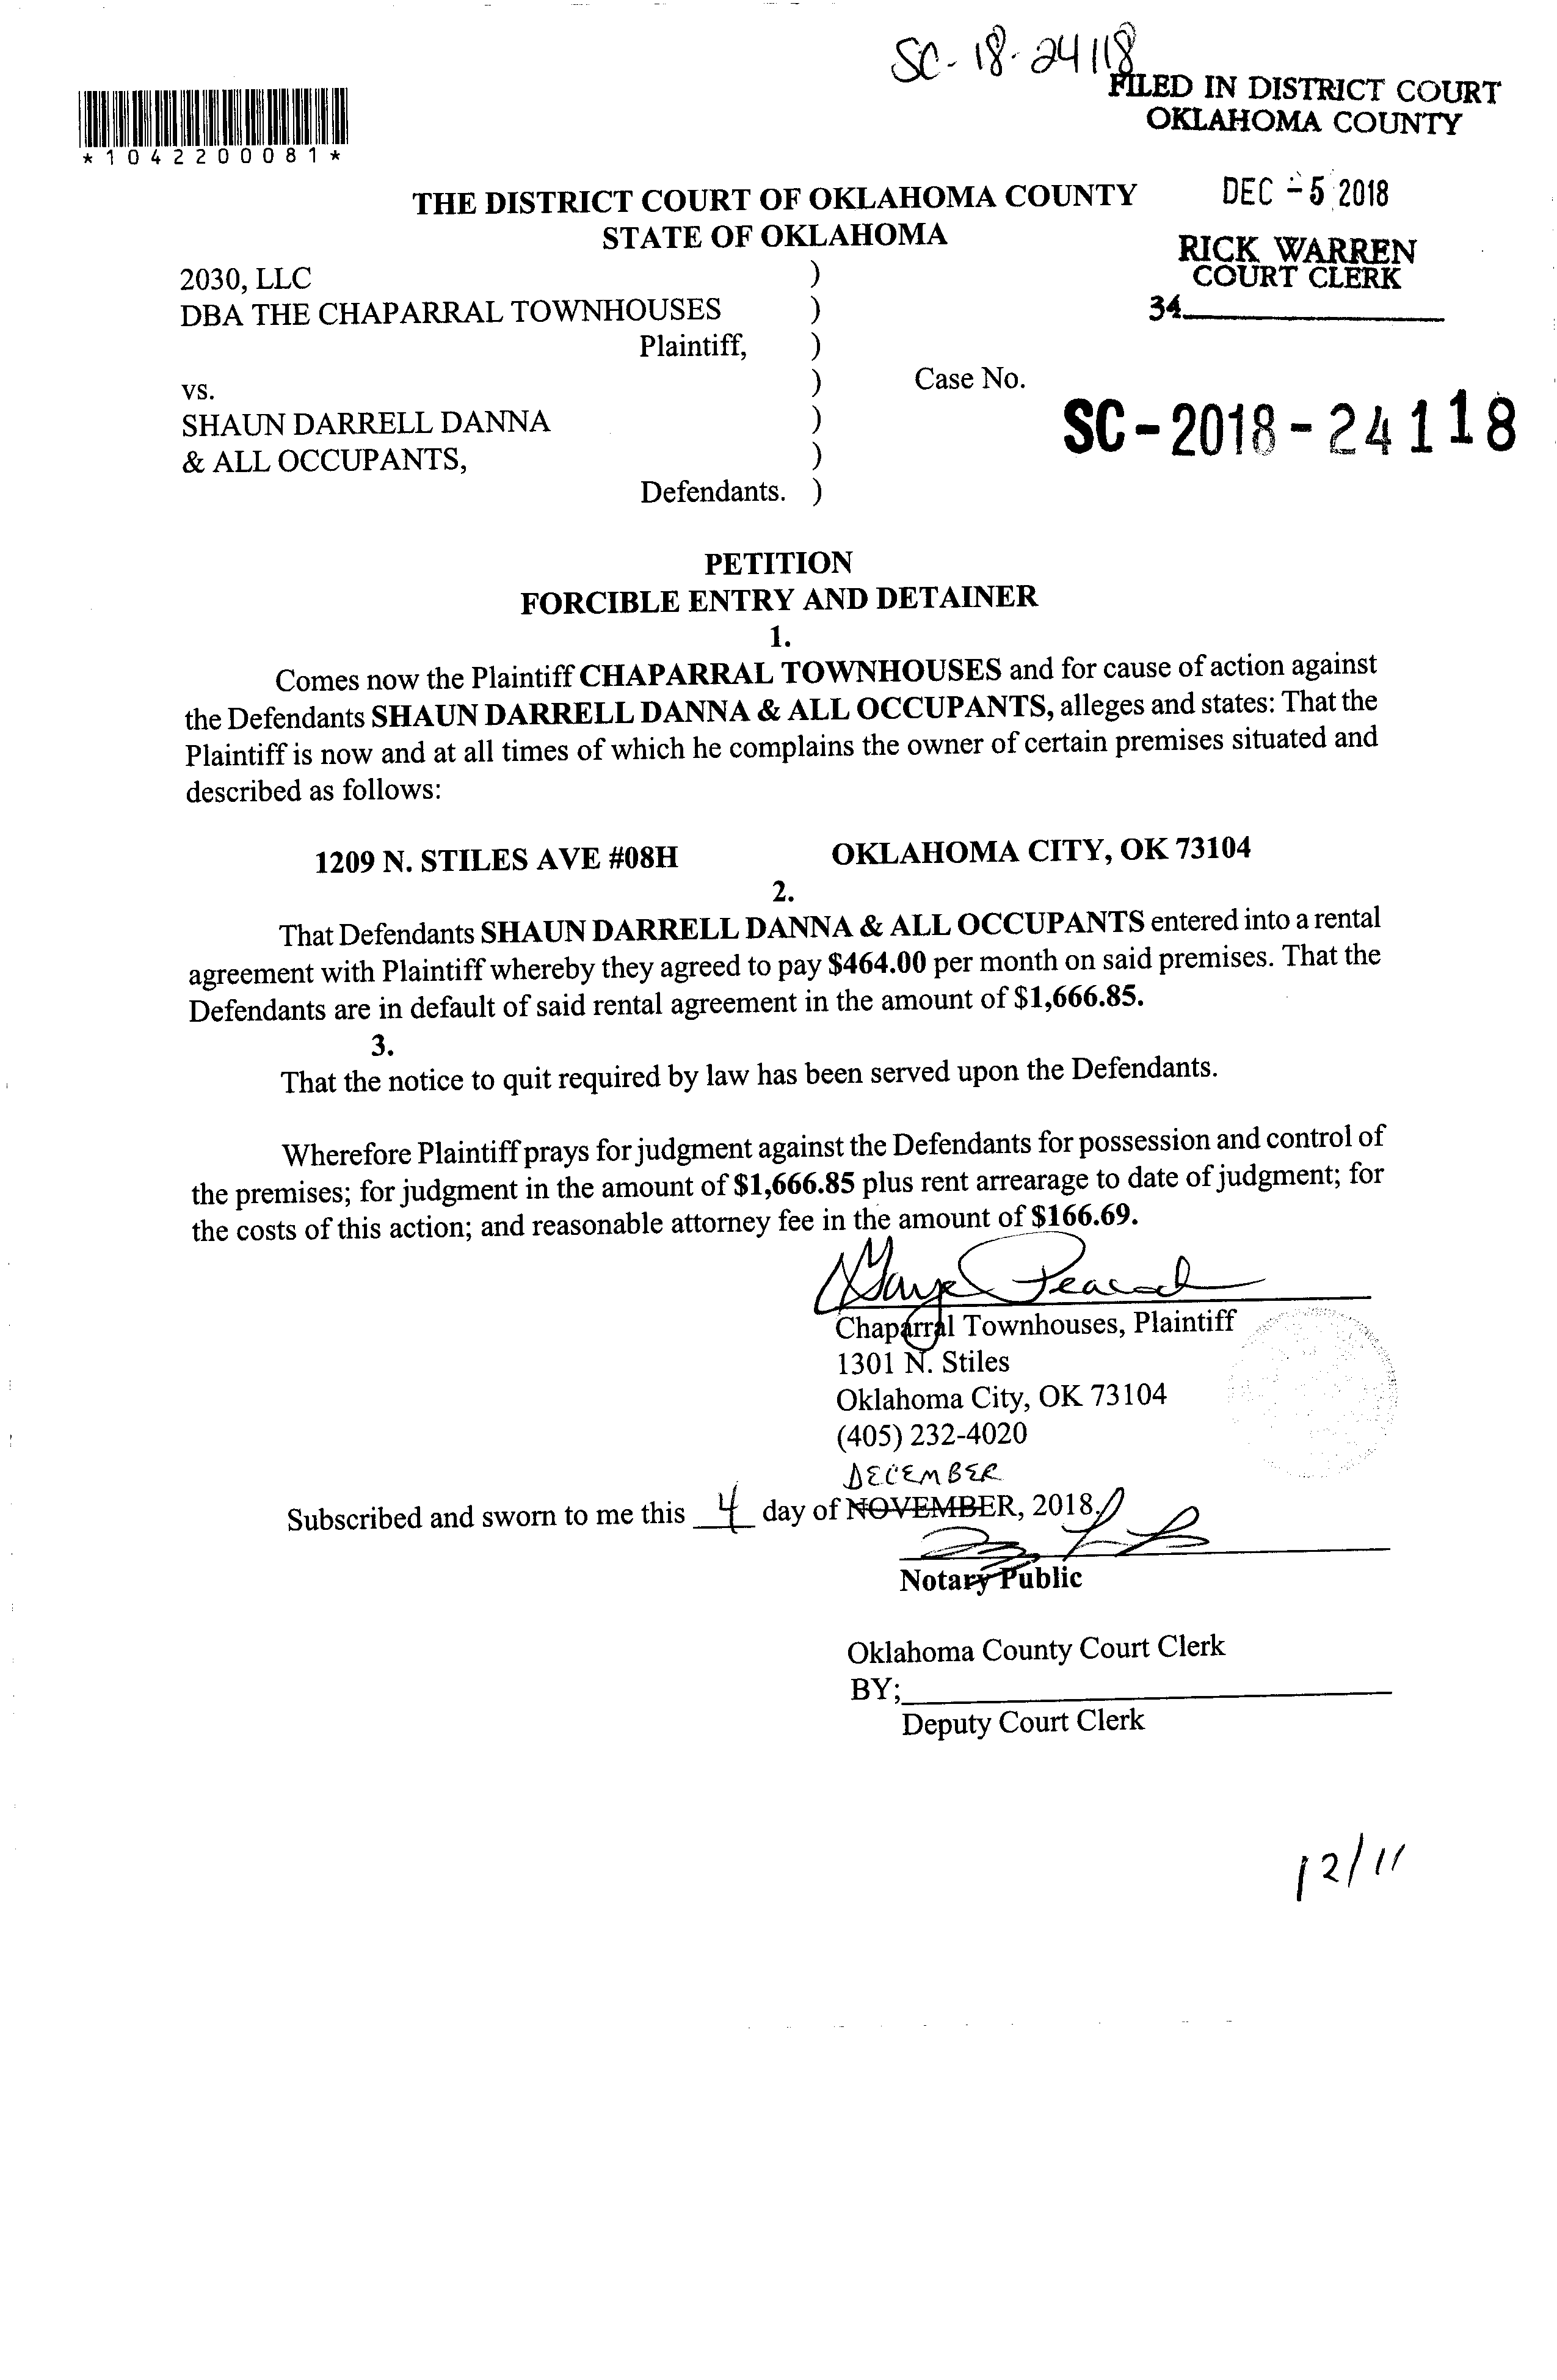 SC-18-24118
FILED IN DISTRICT COURT
OKLAHOMA COUNTY
*1042200081*
DEC -5 2018
THE DISTRICT COURT OF OKLAHOMA COUNTY
STATE OF OKLAHOMA
RICK WARREN
COURT CLERK
34
2030, LLC )
DBA THE CHAPARRAL TOWNHOUSES )
Plaintiff, )
vs. ) Case No.
SC-2018-24118
SHAUN DARRELL DANNA )
& ALL OCCUPANTS, )
Defendants. )
PETITION
FORCIBLE ENTRY AND DETAINER
1.
Comes now the Plaintiff CHAPARRAL TOWNHOUSES and for cause of action against
the Defendants SHAUN DARRELL DANNA & ALL OCCUPANTS, alleges and states: That the
Plaintiff is now and at all times of which he complains the owner of certain premises situated and
described as follows:
1209 N. STILES AVE #08H OKLAHOMA CITY, OK 73104
2.
That Defendants SHAUN DARRELL DANNA & ALL OCCUPANTS entered into a rental
agreement with Plaintiff whereby they agreed to pay $464.00 per month on said premises. That the
Defendants are in default of said rental agreement in the amount of $1,666.85.
3.
That the notice to quit required by law has been served upon the Defendants.
Wherefore Plaintiff prays for judgment against the Defendants for possession and control of
the premises; for judgment in the amount of $1,666.85 plus rent arrearage to date of judgment; for
the costs of this action; and reasonable attorney fee in the amount of $166.69.
Gaye Peacock
Chaparral Townhouses, Plaintiff
1301 N. Stiles
Oklahoma City, OK 73104
(405) 232-4020
DECEMBER
Subscribed and sworn to me this 4 day of NOVEMBER, 2018.
Notary Public
Oklahoma County Court Clerk
BY;
Deputy Court Clerk
12/11